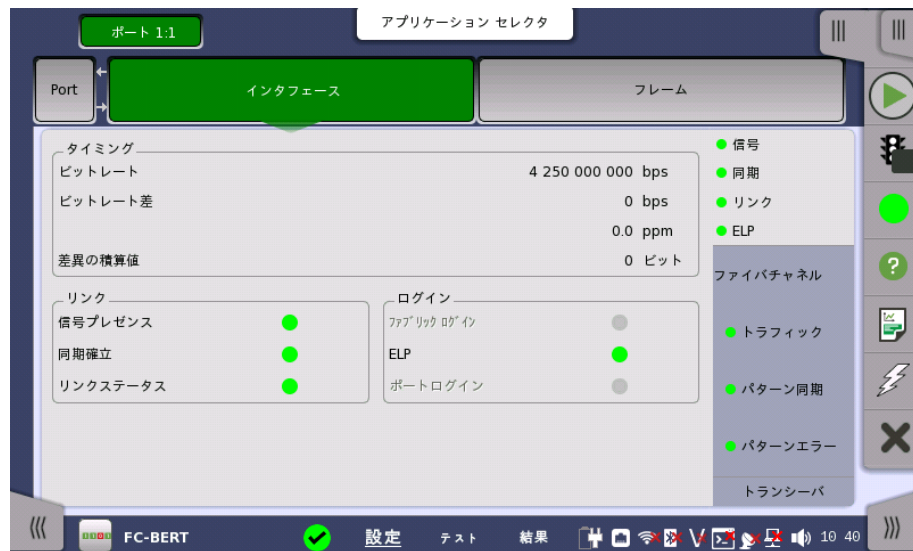 ポート 1:1
アプリケーション セレクタ
Port
インタフェース
フレーム
タイミング
ビットレート 4 250 000 000 bps
ビットレート差 0 bps
0.0 ppm
差異の積算値 0 ビット
リンク
信号プレゼンス
同期確立
リンクステータス
ログイン
ファブリック ログイン
ELP
ポートログイン
信号
同期
リンク
ELP
ファイバチャネル
トラフィック
パターン同期
パターンエラー
トランシーバ
FC-BERT 設定 テスト 結果 10 40